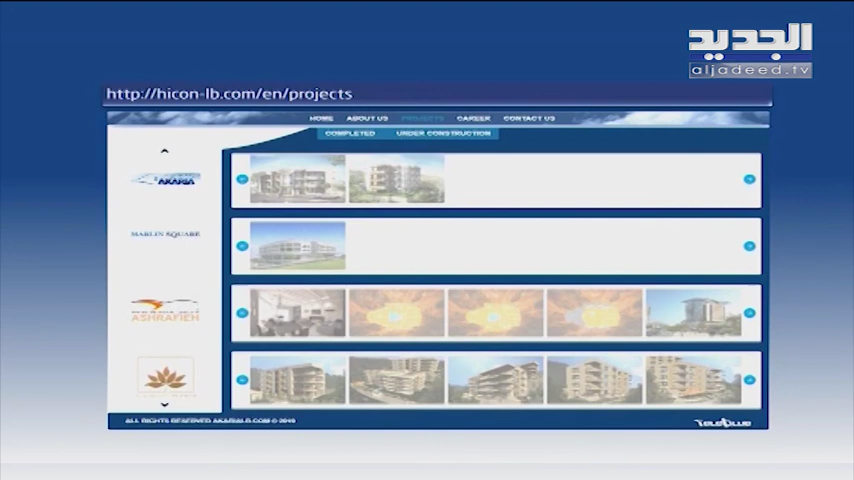 الجديد
aljadeed.tv
http://hicon-lb.com/en/projects
HOME ABOUT US PROJECTS CAREER CONTACT US
COMPLETED UNDER CONSTRUCTION
AKARIA
MARLIN SQUARE
ASHRAFIEH
ALL RIGHTS RESERVED AKARIALB.COM © 2010